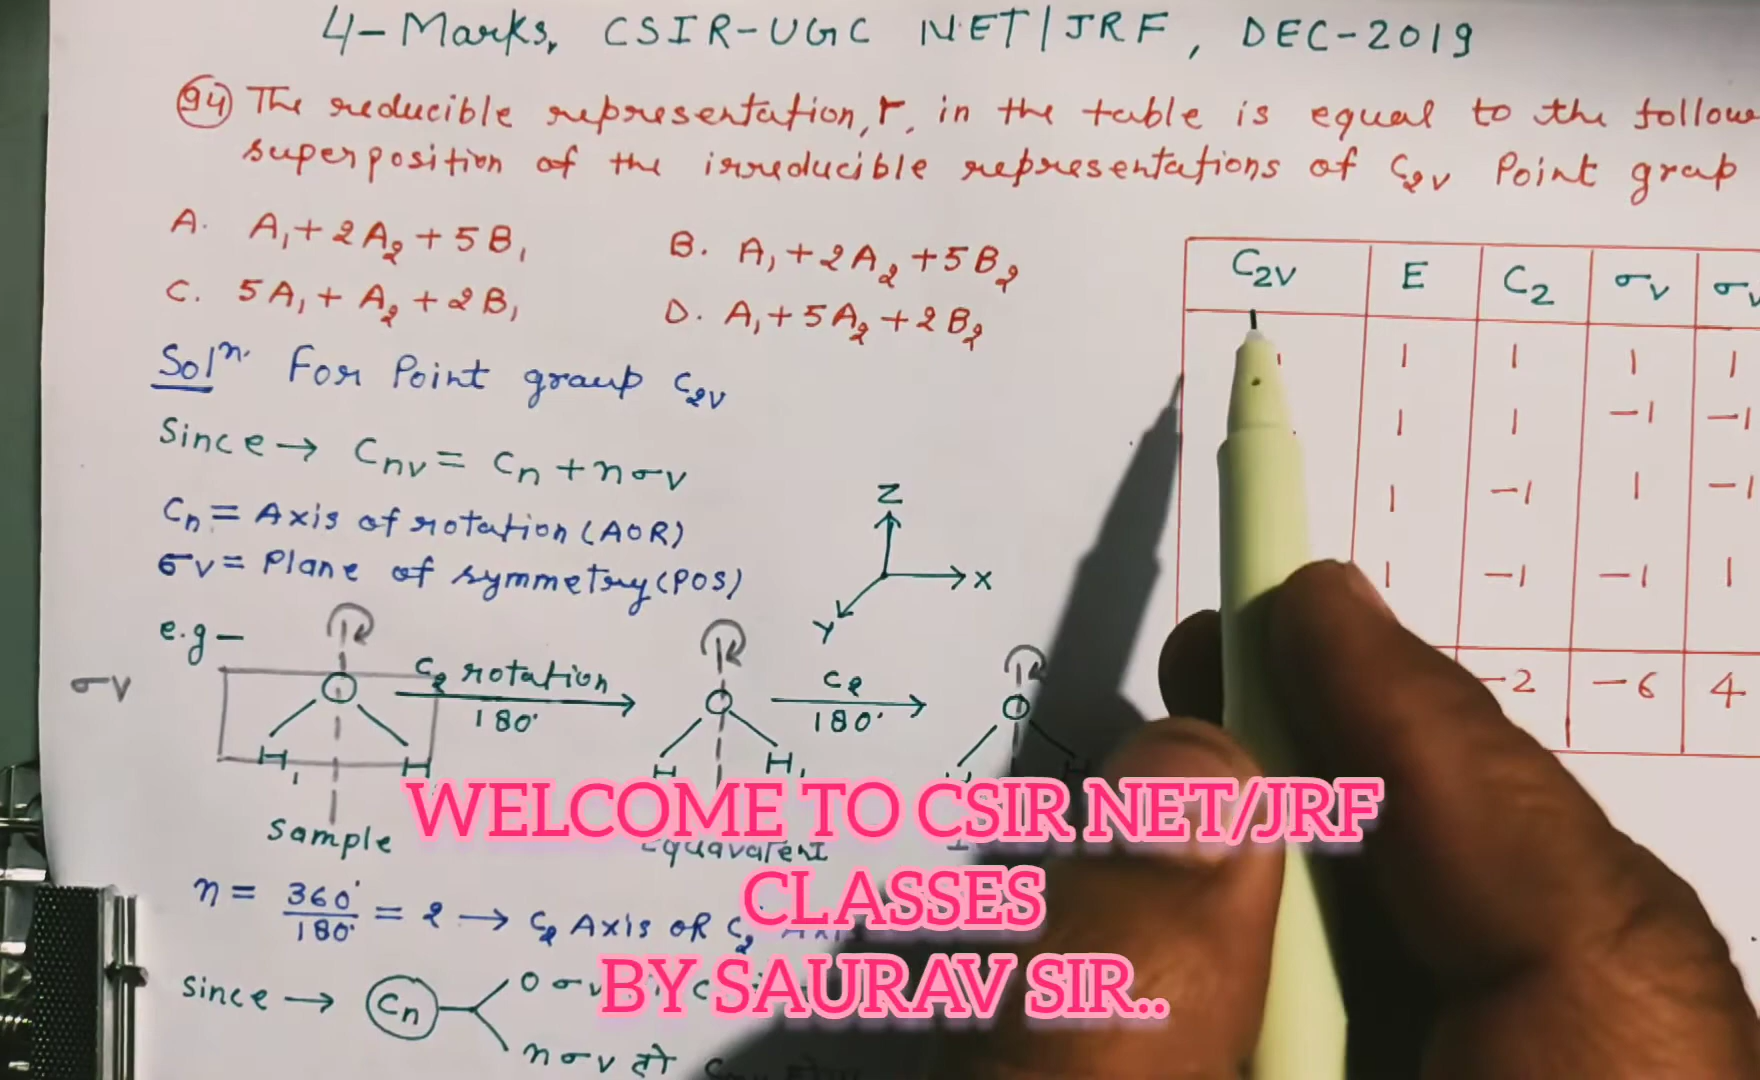 4-Marks, CSIR-UGC NET/JRF, DEC-2019
94 The reducible representation, Γ, in the table is equal to the follow
superposition of the irreducible representations of C2v Point group
A. A1+2A2+5B1
B. A1+2A2+5B2
C. 5A1+A2+2B1
D. A1+5A2+2B2
Solⁿ. For Point group C2v
Since → Cnv = Cn + nσv
Cn = Axis of rotation (AOR)
σv = Plane of symmetry (POS)
e.g –
σv
O
H1
H
Sample
C2 rotation
180°
O
H
H1
C2
180°
O
Z
X
Y
C2v E C2 σv σv
1 1 1 1
1 1 -1 -1
1 -1 1 -1
1 -1 -1 1
-2 -6 4
WELCOME TO CSIR NET/JRF
CLASSES
BY SAURAV SIR..
Equavalent
n = 360°/180° = 2 → C2 Axis OR C2
Since → Cn
0 σv
nσv तो